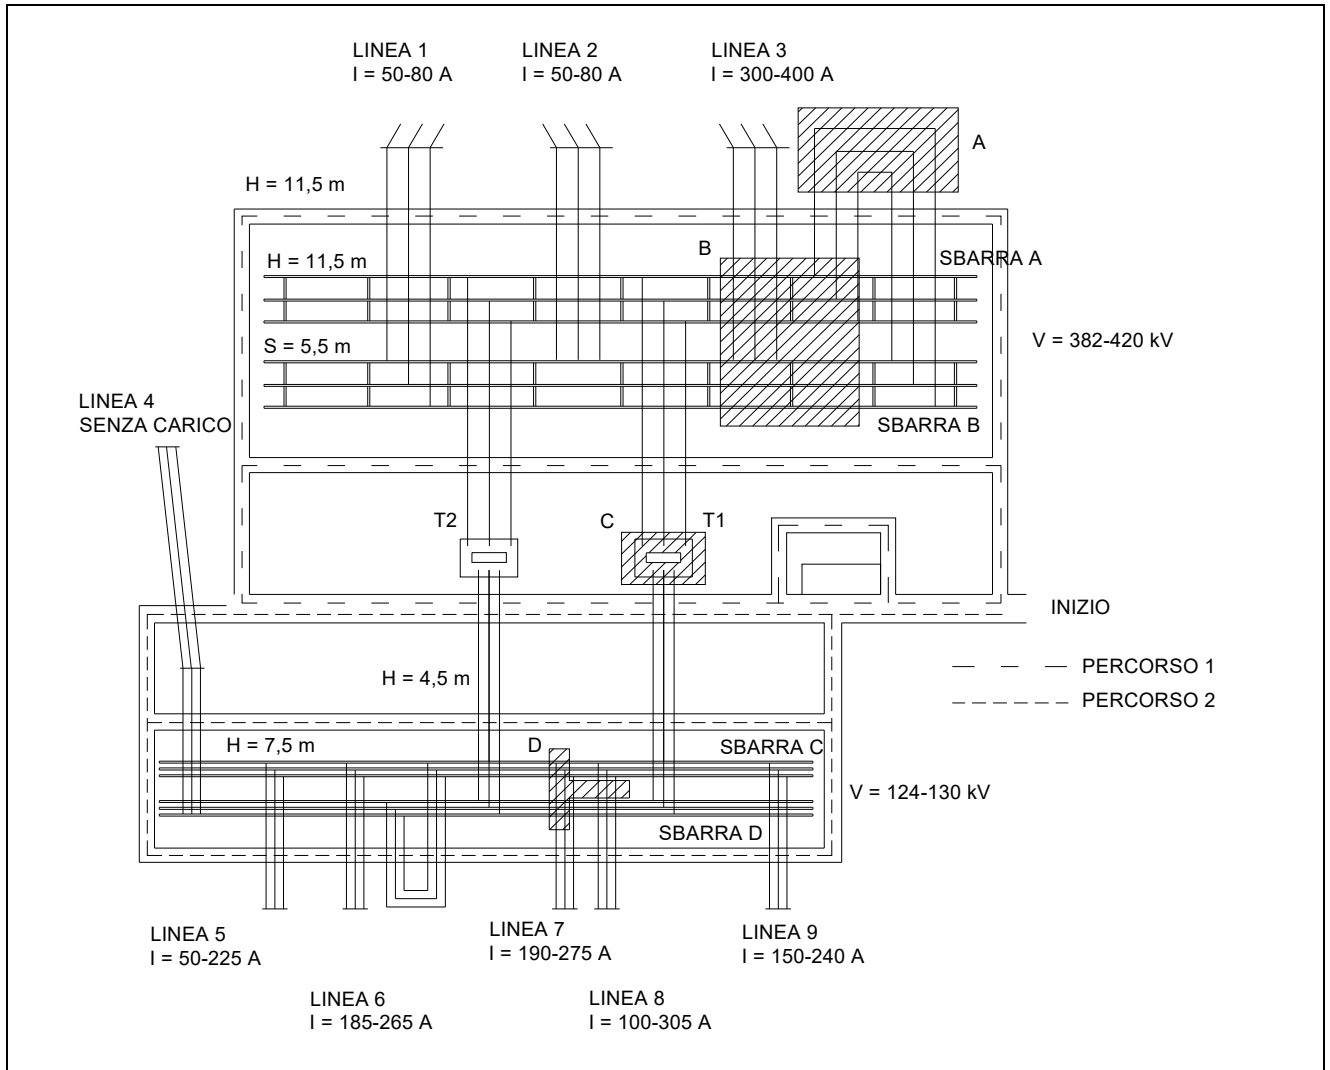 LINEA 1
I = 50-80 A
LINEA 2
I = 50-80 A
LINEA 3
I = 300-400 A
A
H = 11,5 m
B
H = 11,5 m
SBARRA A
S = 5,5 m
V = 382-420 kV
LINEA 4
SENZA CARICO
SBARRA B
T2
C
T1
INIZIO
H = 4,5 m
PERCORSO 1
PERCORSO 2
H = 7,5 m
D
SBARRA C
V = 124-130 kV
SBARRA D
LINEA 5
I = 50-225 A
LINEA 7
I = 190-275 A
LINEA 9
I = 150-240 A
LINEA 6
I = 185-265 A
LINEA 8
I = 100-305 A